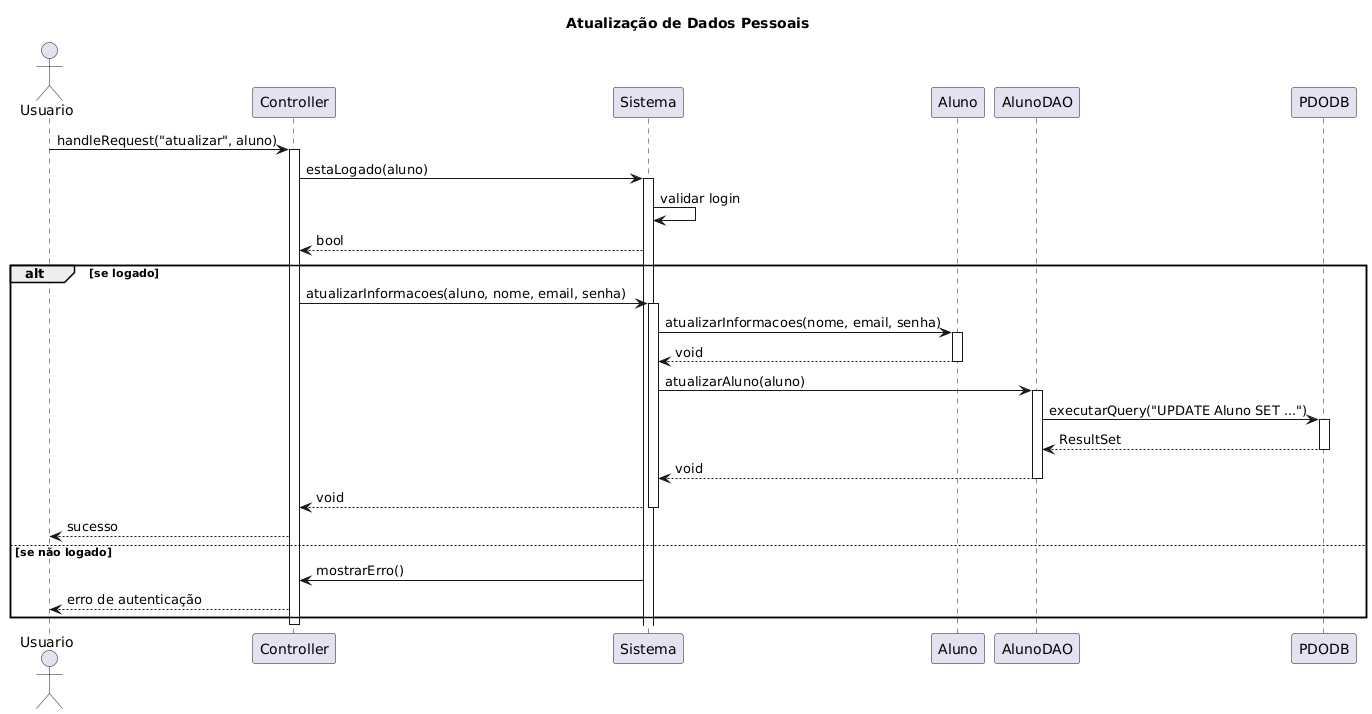 Atualização de Dados Pessoais
Usuario
Controller
Sistema
Aluno
AlunoDAO
PDODB
handleRequest("atualizar", aluno)
estaLogado(aluno)
validar login
bool
alt
[se logado]
atualizarInformacoes(aluno, nome, email, senha)
atualizarInformacoes(nome, email, senha)
void
atualizarAluno(aluno)
executarQuery("UPDATE Aluno SET ...")
ResultSet
void
void
sucesso
[se não logado]
mostrarErro()
erro de autenticação
Usuario
Controller
Sistema
Aluno
AlunoDAO
PDODB